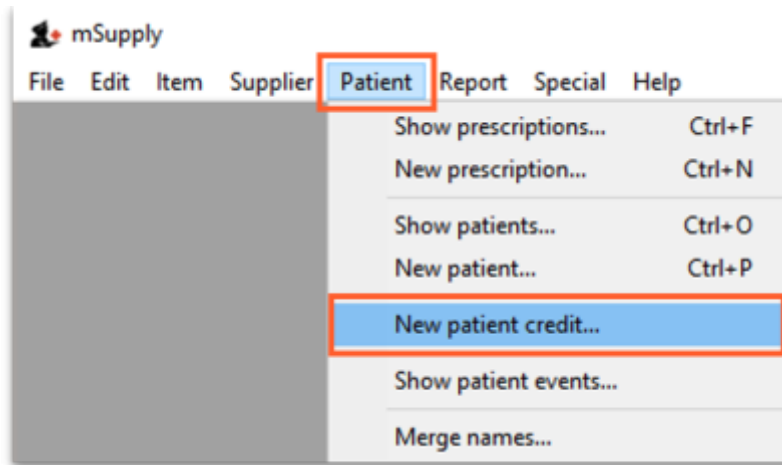 mSupply
File Edit Item Supplier Patient Report Special Help
Show prescriptions... Ctrl+F
New prescription... Ctrl+N
Show patients... Ctrl+O
New patient... Ctrl+P
New patient credit...
Show patient events...
Merge names...